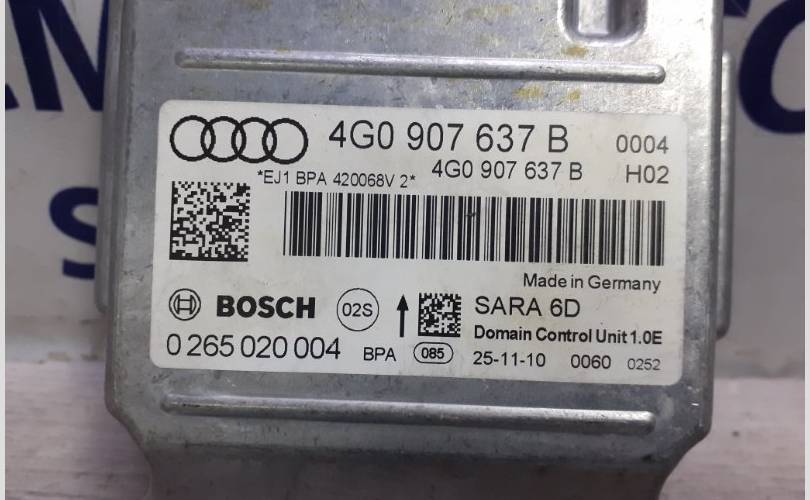 4G0 907 637 B 0004
*EJ1 BPA 420068V 2* 4G0 907 637 B H02
Made in Germany
BOSCH 02S SARA 6D
Domain Control Unit 1.0E
0 265 020 004 BPA 085 25-11-10 0060 0252